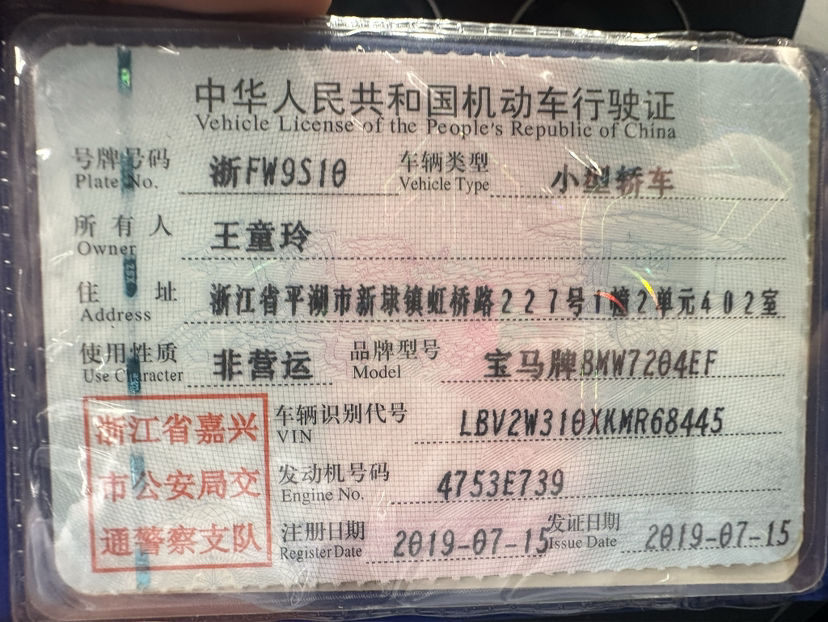 中华人民共和国机动车行驶证
Vehicle License of the People's Republic of China
号牌号码 Plate No. 浙FW9S10 车辆类型 Vehicle Type 小型轿车
所有人 Owner 王童玲
住址 Address 浙江省平湖市新埭镇虹桥路227号1幢2单元402室
使用性质 Use Character 非营运 品牌型号 Model 宝马牌BMW7204EF
浙江省嘉兴
市公安局交
通警察支队
车辆识别代号 VIN LBV2W310XKMR68445
发动机号码 Engine No. 4753E739
注册日期 Register Date 2019-07-15 发证日期 Issue Date 2019-07-15